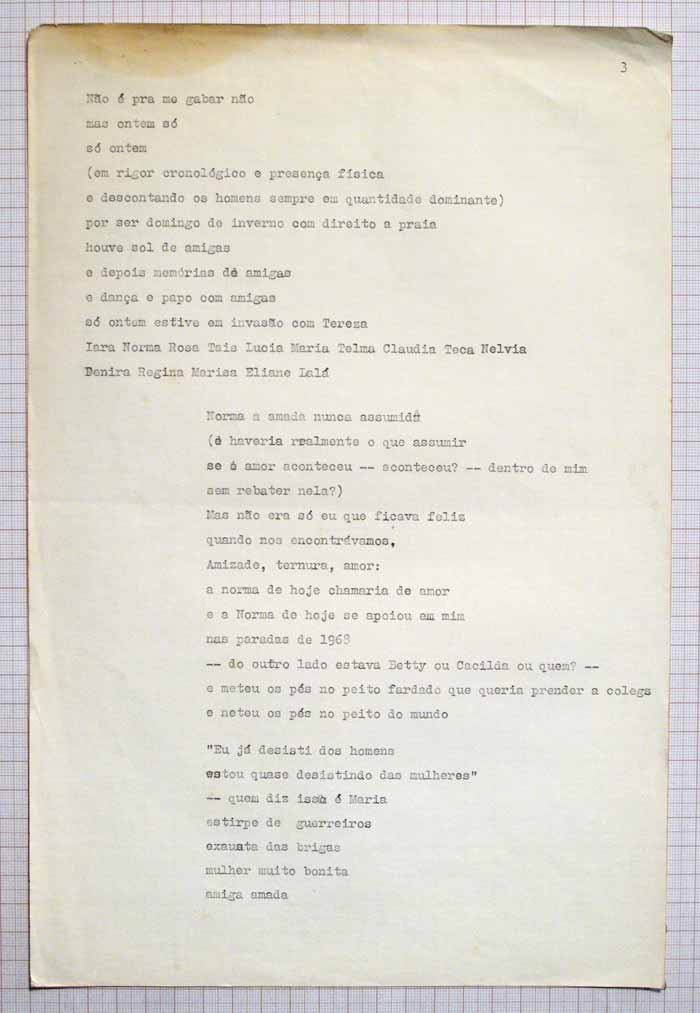 3
Não é pra me gabar não
mas ontem só
só ontem
(em rigor cronológico e presença física
e descontando os homens sempre em quantidade dominante)
por ser domingo de inverno com direito a praia
houve sol de amigas
e depois memórias de amigas
e dança e papo com amigas
só ontem estive em invasão com Tereza
Iara Norma Rosa Tais Lucia Maria Telma Claudia Teca Nelvia
Denira Regina Marisa Eliane Lalá
Norma a amada nunca assumida
(e haveria realmente o que assumir
se é amor aconteceu -- aconteceu? -- dentro de mim
sem rebater nela?)
Mas não era só eu que ficava feliz
quando nos encontrávamos,
Amizade, ternura, amor:
a norma de hoje chamaria de amor
e a Norma de hoje se apoiou em mim
nas paradas de 1968
-- do outro lado estava Betty ou Cacilda ou quem? --
e meteu os pés no peito fardado que queria prender a colegs
e neteu os pés no peito do mundo
"Eu já desisti dos homens
estou quase desistindo das mulheres"
-- quem diz isso é Maria
estirpe de guerreiros
exausta das brigas
mulher muito bonita
amiga amada